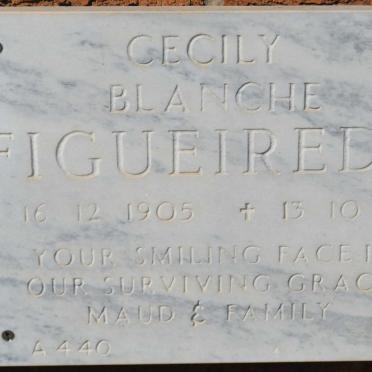 CECILY
BLANCHE
FIGUEIRED
16 12 1905 + 13 10
YOUR SMILING FACE I
OUR SURVIVING GRAC
MAUD & FAMILY
A 440